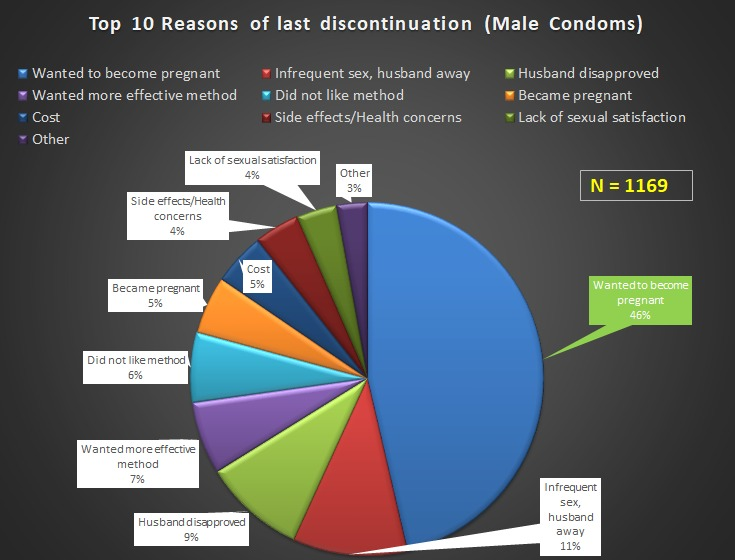 Top 10 Reasons of last discontinuation (Male Condoms)
Wanted to become pregnant
Infrequent sex, husband away
Husband disapproved
Wanted more effective method
Did not like method
Became pregnant
Cost
Side effects/Health concerns
Lack of sexual satisfaction
Other
N = 1169
Lack of sexual satisfaction
4%
Other
3%
Side effects/Health
concerns
4%
Cost
5%
Became pregnant
5%
Wanted to become
pregnant
46%
Did not like method
6%
Wanted more effective
method
7%
Husband disapproved
9%
Infrequent
sex,
husband
away
11%